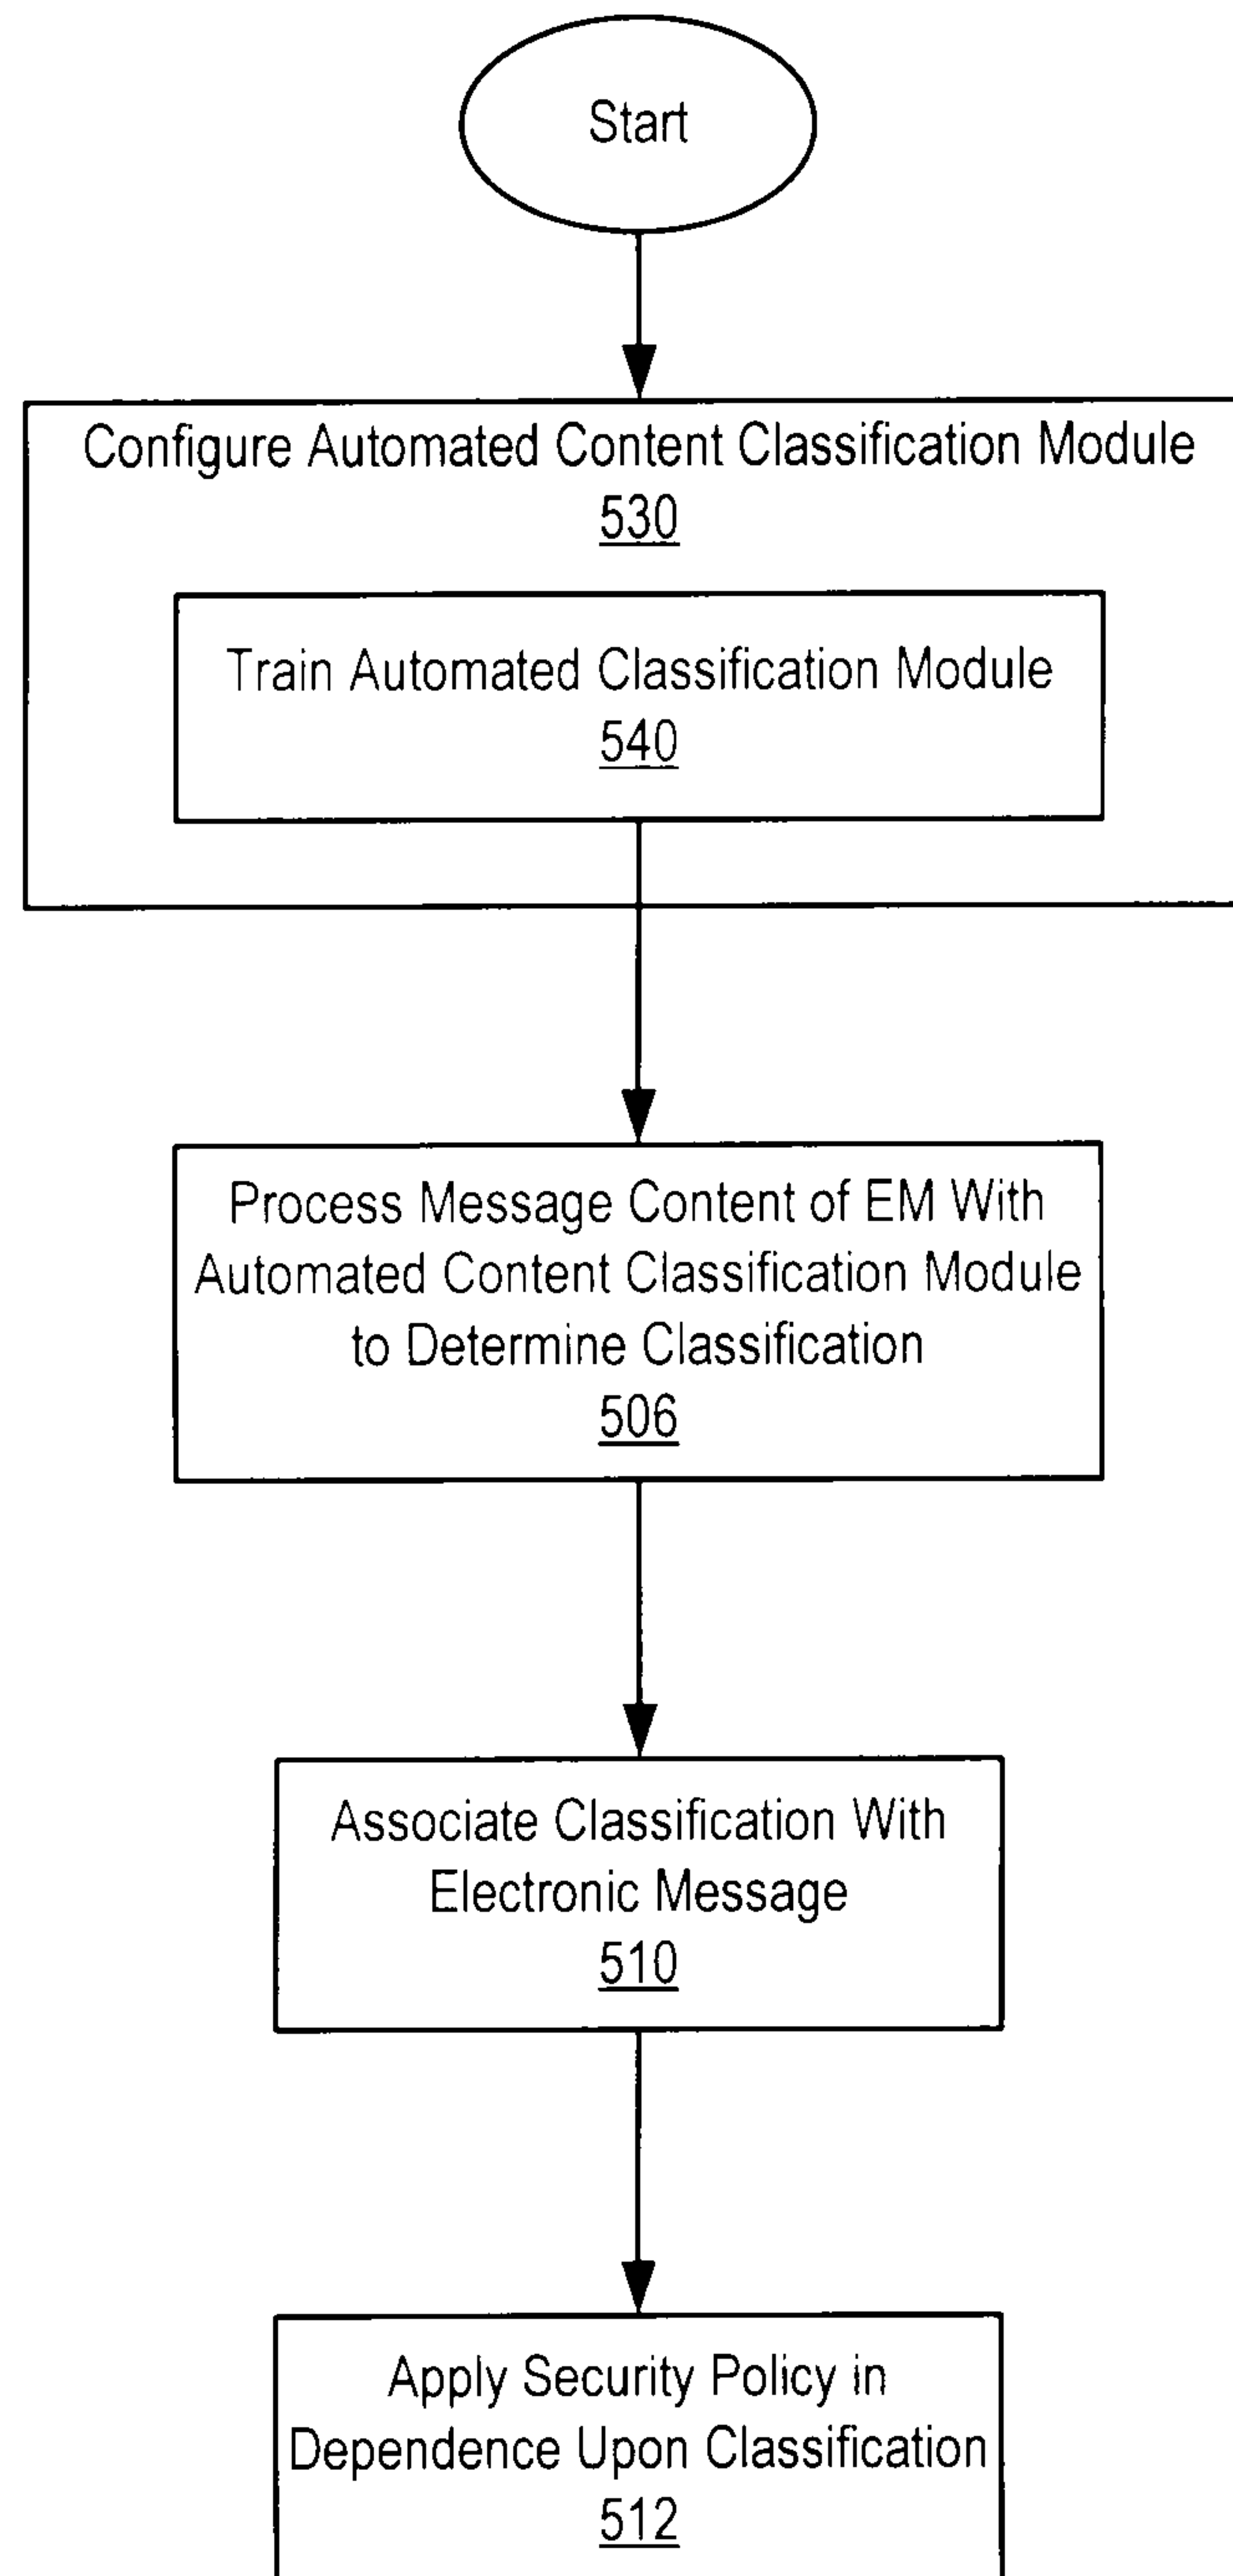 Start
Configure Automated Content Classification Module
530
Train Automated Classification Module
540
Process Message Content of EM With
Automated Content Classification Module
to Determine Classification
506
Associate Classification With
Electronic Message
510
Apply Security Policy in
Dependence Upon Classification
512